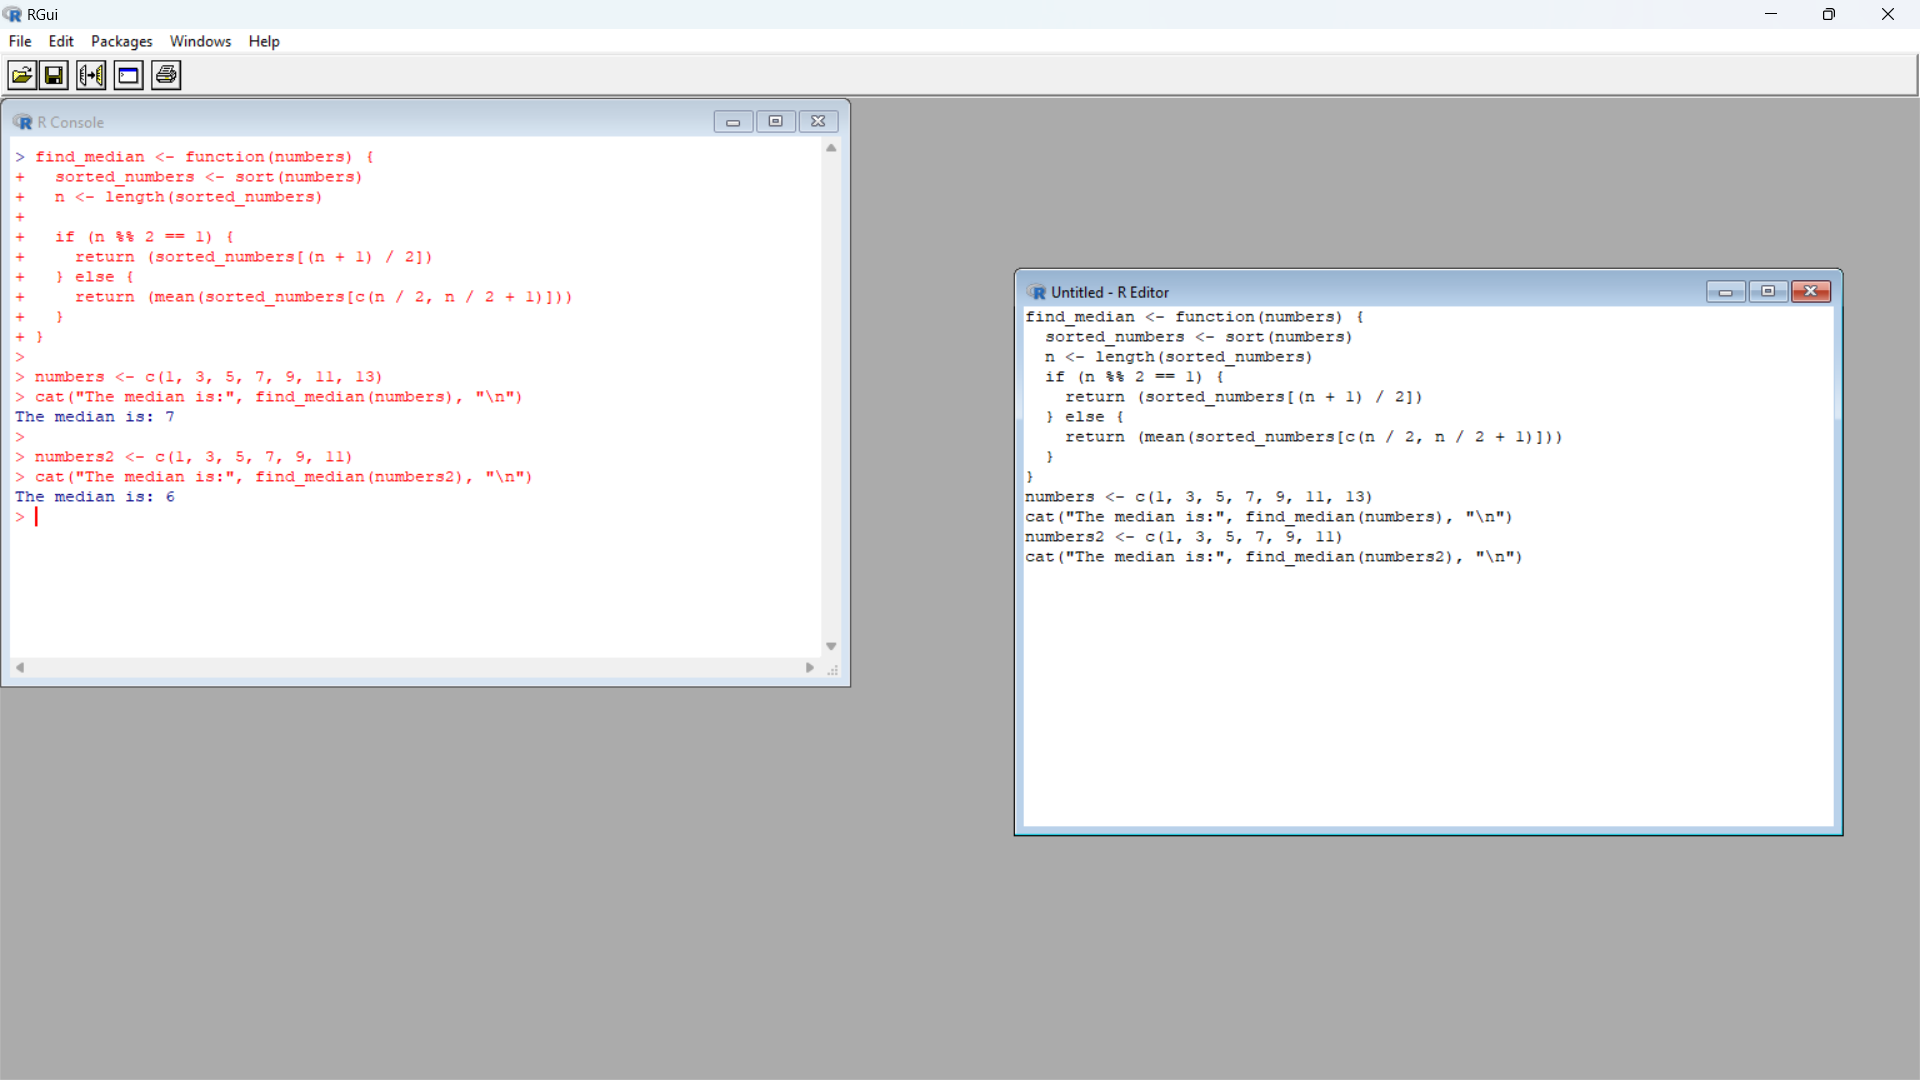 RGui
File Edit Packages Windows Help
R Console
> find_median <- function(numbers) {
+   sorted_numbers <- sort(numbers)
+   n <- length(sorted_numbers)
+
+   if (n %% 2 == 1) {
+     return (sorted_numbers[(n + 1) / 2])
+   } else {
+     return (mean(sorted_numbers[c(n / 2, n / 2 + 1)]))
+   }
+ }
>
> numbers <- c(1, 3, 5, 7, 9, 11, 13)
> cat("The median is:", find_median(numbers), "\n")
The median is: 7
>
> numbers2 <- c(1, 3, 5, 7, 9, 11)
> cat("The median is:", find_median(numbers2), "\n")
The median is: 6
>
Untitled - R Editor
find_median <- function(numbers) {
  sorted_numbers <- sort(numbers)
  n <- length(sorted_numbers)
  if (n %% 2 == 1) {
    return (sorted_numbers[(n + 1) / 2])
  } else {
    return (mean(sorted_numbers[c(n / 2, n / 2 + 1)]))
  }
}
numbers <- c(1, 3, 5, 7, 9, 11, 13)
cat("The median is:", find_median(numbers), "\n")
numbers2 <- c(1, 3, 5, 7, 9, 11)
cat("The median is:", find_median(numbers2), "\n")